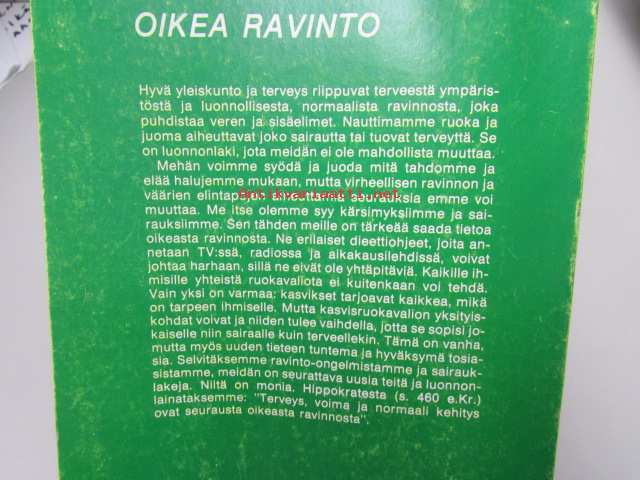 OIKEA RAVINTO
Hyvä yleiskunto ja terveys riippuvat terveestä ympäris-
töstä ja luonnollisesta, normaalista ravinnosta, joka
puhdistaa veren ja sisäelimet. Nauttimamme ruoka ja
juoma aiheuttavat joko sairautta tai tuovat terveyttä. Se
on luonnonlaki, jota meidän ei ole mahdollista muuttaa.
Mehän voimme syödä ja juoda mitä tahdomme ja
elää halujemme mukaan, mutta virheellisen ravinnon ja
väärien elintapojen aiheuttamia seurauksia emme voi
antikvariaatti.net
muuttaa. Me itse olemme syy kärsimyksiimme ja sai-
rauksiimme. Sen tähden meille on tärkeää saada tietoa
oikeasta ravinnosta. Ne erilaiset dieettiohjeet, joita an-
netaan TV:ssä, radiossa ja aikakausilehdissä, voivat
johtaa harhaan, sillä ne eivät ole yhtäpitäviä. Kaikille ih-
misille yhteistä ruokavaliota ei kuitenkaan voi tehdä.
Vain yksi on varmaa: kasvikset tarjoavat kaikkea, mikä
on tarpeen ihmiselle. Mutta kasvisruokavalion yksityis-
kohdat voivat ja niiden tulee vaihdella, jotta se sopisi jo-
kaiselle niin sairaalle kuin terveellekin. Tämä on vanha,
mutta myös uuden tieteen tuntema ja hyväksymä tosia-
sia. Selvitäksemme ravinto-ongelmistamme ja sairauk-
sistamme, meidän on seurattava uusia teitä ja luonnon-
lakeja. Niitä on monia. Hippokratesta (s. 460 e.Kr.)
lainataksemme: "Terveys, voima ja normaali kehitys
ovat seurausta oikeasta ravinnosta".